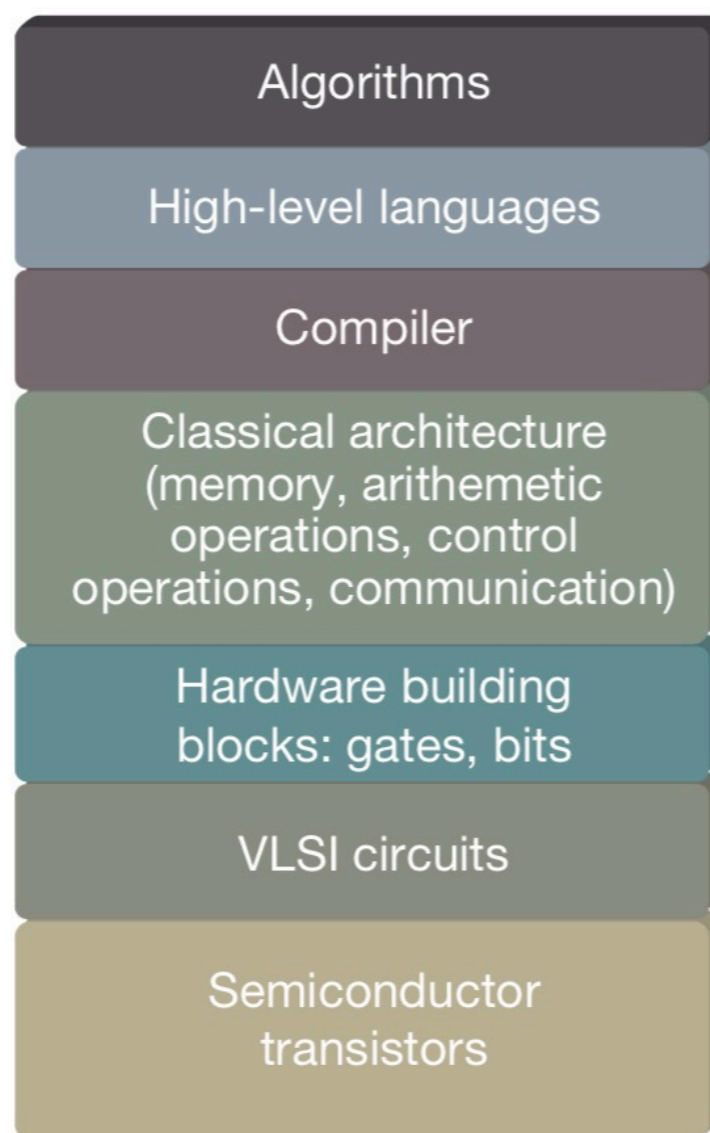 Algorithms
High-level languages
Compiler
Classical architecture
(memory, arithemetic
operations, control
operations, communication)
Hardware building
blocks: gates, bits
VLSI circuits
Semiconductor
transistors